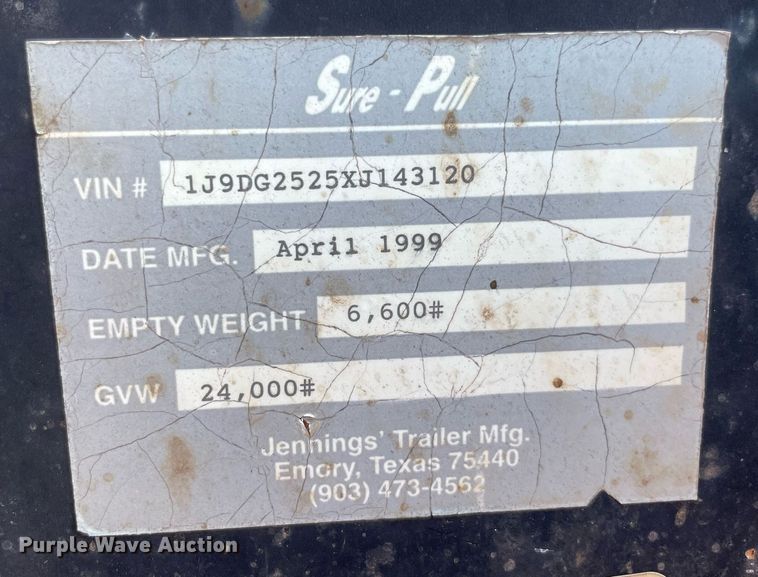 Sure - Pull
VIN # 1J9DG2525XJ143120
DATE MFG. April 1999
EMPTY WEIGHT 6,600#
GVW 24,000#
Jennings' Trailer Mfg.
Emory, Texas 75440
(903) 473-4562
Purple Wave Auction